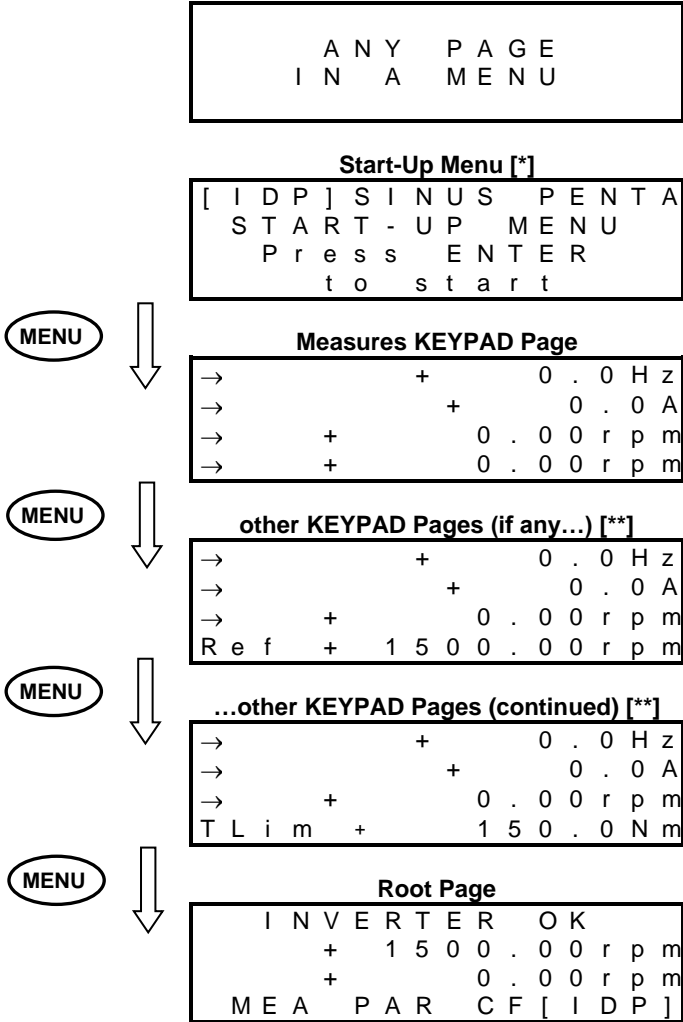 ANY PAGE
IN A MENU
Start-Up Menu [*]
[IDP]SINUS PENTA
START-UP MENU
Press ENTER
to start
MENU
Measures KEYPAD Page
→ + 0.0Hz
→ + 0.0A
→ + 0.00rpm
→ + 0.00rpm
MENU
other KEYPAD Pages (if any…) [**]
→ + 0.0Hz
→ + 0.0A
→ + 0.00rpm
Ref + 1500.00rpm
MENU
…other KEYPAD Pages (continued) [**]
→ + 0.0Hz
→ + 0.0A
→ + 0.00rpm
TLim + 150.0Nm
MENU
Root Page
INVERTER OK
+ 1500.00rpm
+ 0.00rpm
MEA PAR CF[IDP]